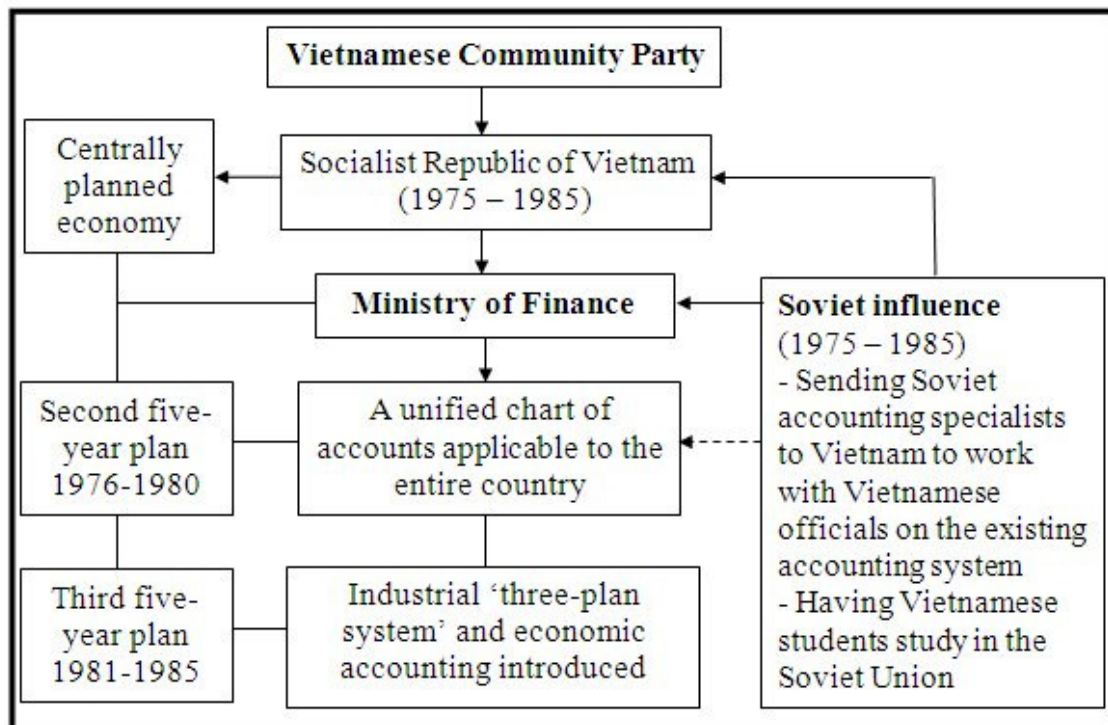 Vietnamese Community Party
Centrally
planned
economy
Socialist Republic of Vietnam
(1975 – 1985)
Ministry of Finance
Soviet influence
(1975 – 1985)
- Sending Soviet
accounting specialists
to Vietnam to work
with Vietnamese
officials on the existing
accounting system
- Having Vietnamese
students study in the
Soviet Union
Second five-
year plan
1976-1980
A unified chart of
accounts applicable to the
entire country
Third five-
year plan
1981-1985
Industrial ‘three-plan
system’ and economic
accounting introduced